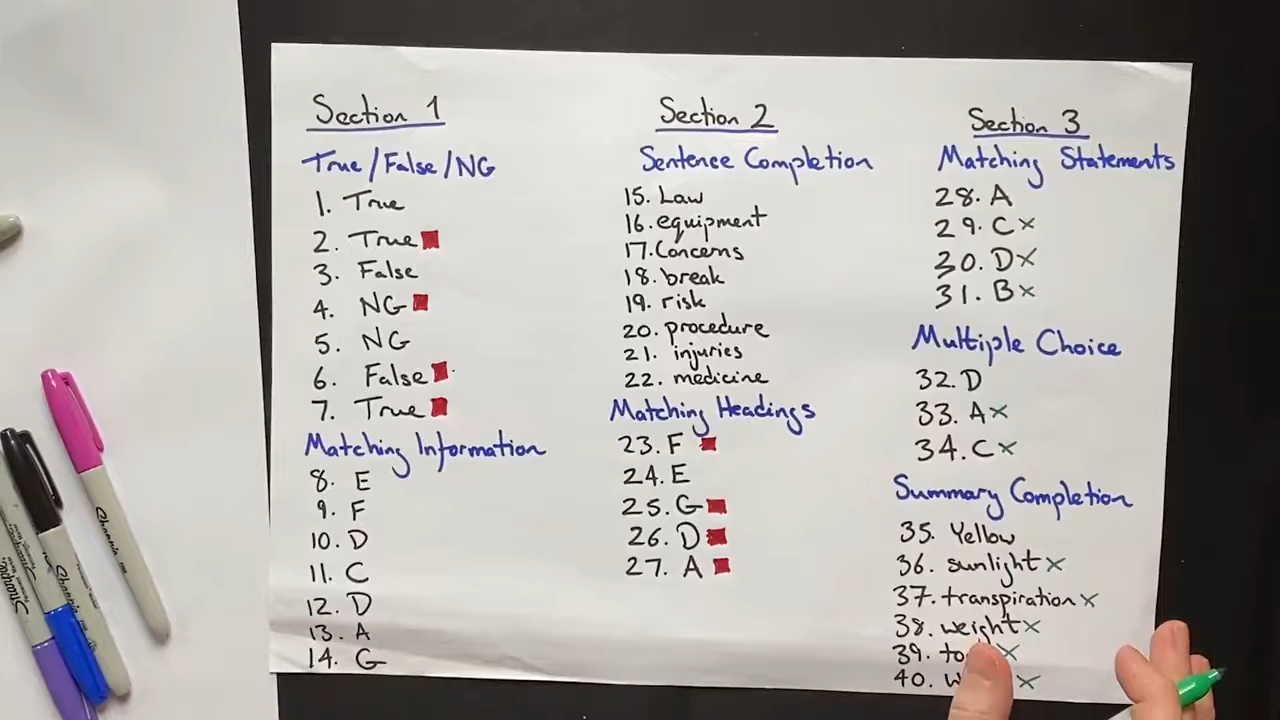 Section 1
True/False/NG
1. True
2. True
3. False
4. NG
5. NG
6. False
7. True
Matching Information
8. E
9. F
10. D
11. C
12. D
13. A
14. G
Section 2
Sentence Completion
15. Law
16. equipment
17. Concerns
18. break
19. risk
20. procedure
21. injuries
22. medicine
Matching Headings
23. F
24. E
25. G
26. D
27. A
Section 3
Matching Statements
28. A
29. C x
30. D x
31. B x
Multiple Choice
32. D
33. A x
34. C x
Summary Completion
35. Yellow
36. sunlight x
37. transpiration x
38. weight x
39. x
40. x
Sharpie
Sharpie
Sharpie